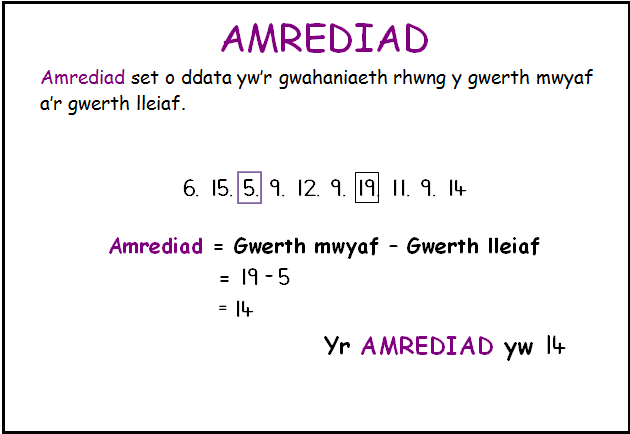 AMREDIAD
Amrediad set o ddata yw'r gwahaniaeth rhwng y gwerth mwyaf
a'r gwerth lleiaf.
6. 15. 5. 9. 12. 9. 19. 11. 9. 14
Amrediad = Gwerth mwyaf – Gwerth lleiaf
= 19 - 5
= 14
Yr AMREDIAD yw 14